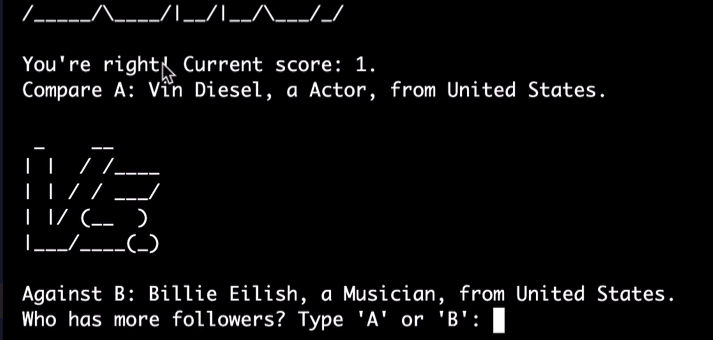 You're right! Current score: 1.
Compare A: Vin Diesel, a Actor, from United States.
Against B: Billie Eilish, a Musician, from United States.
Who has more followers? Type 'A' or 'B':